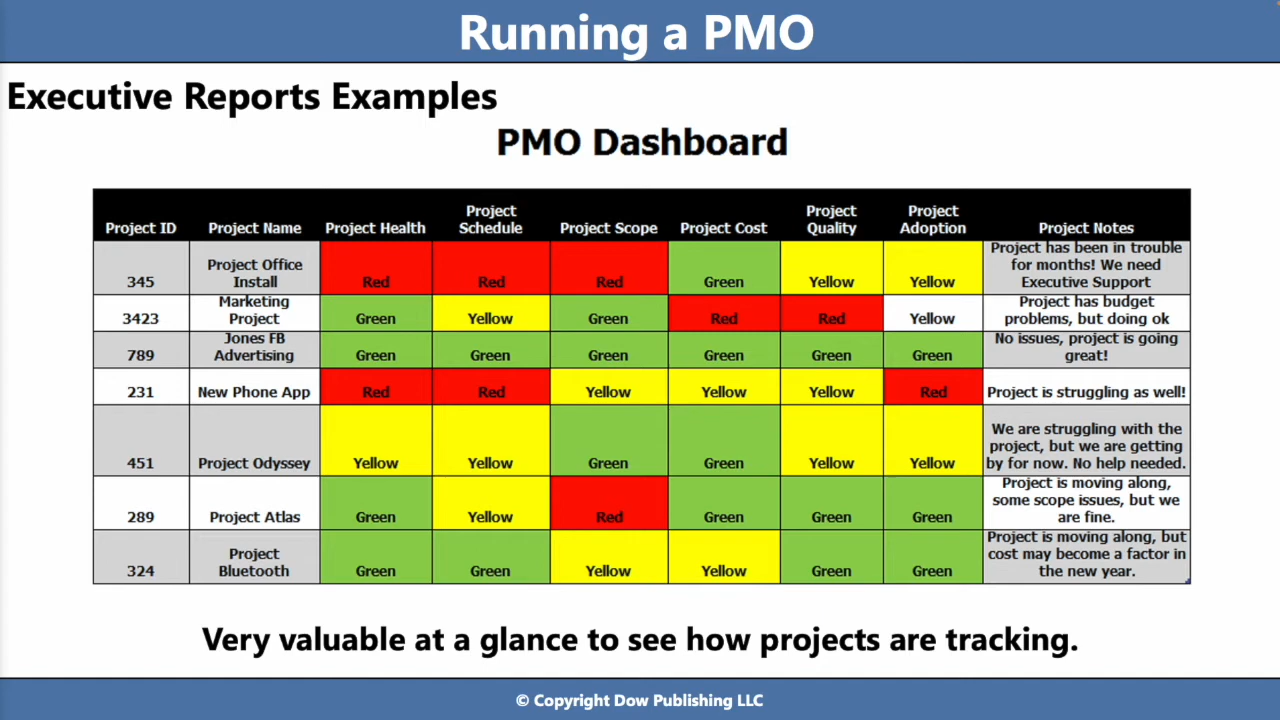 Running a PMO
Executive Reports Examples
PMO Dashboard
Project ID Project Name Project Health Project Schedule Project Scope Project Cost Project Quality Project Adoption Project Notes
345 Project Office Install Red Red Red Green Yellow Yellow Project has been in trouble for months! We need Executive Support
3423 Marketing Project Green Yellow Green Red Red Yellow Project has budget problems, but doing ok
789 Jones FB Advertising Green Green Green Green Green Green No issues, project is going great!
231 New Phone App Red Red Yellow Yellow Yellow Red Project is struggling as well!
451 Project Odyssey Yellow Yellow Green Green Yellow Yellow We are struggling with the project, but we are getting by for now. No help needed.
289 Project Atlas Green Yellow Red Green Green Green Project is moving along, some scope issues, but we are fine.
324 Project Bluetooth Green Green Yellow Yellow Green Green Project is moving along, but cost may become a factor in the new year.
Very valuable at a glance to see how projects are tracking.
© Copyright Dow Publishing LLC